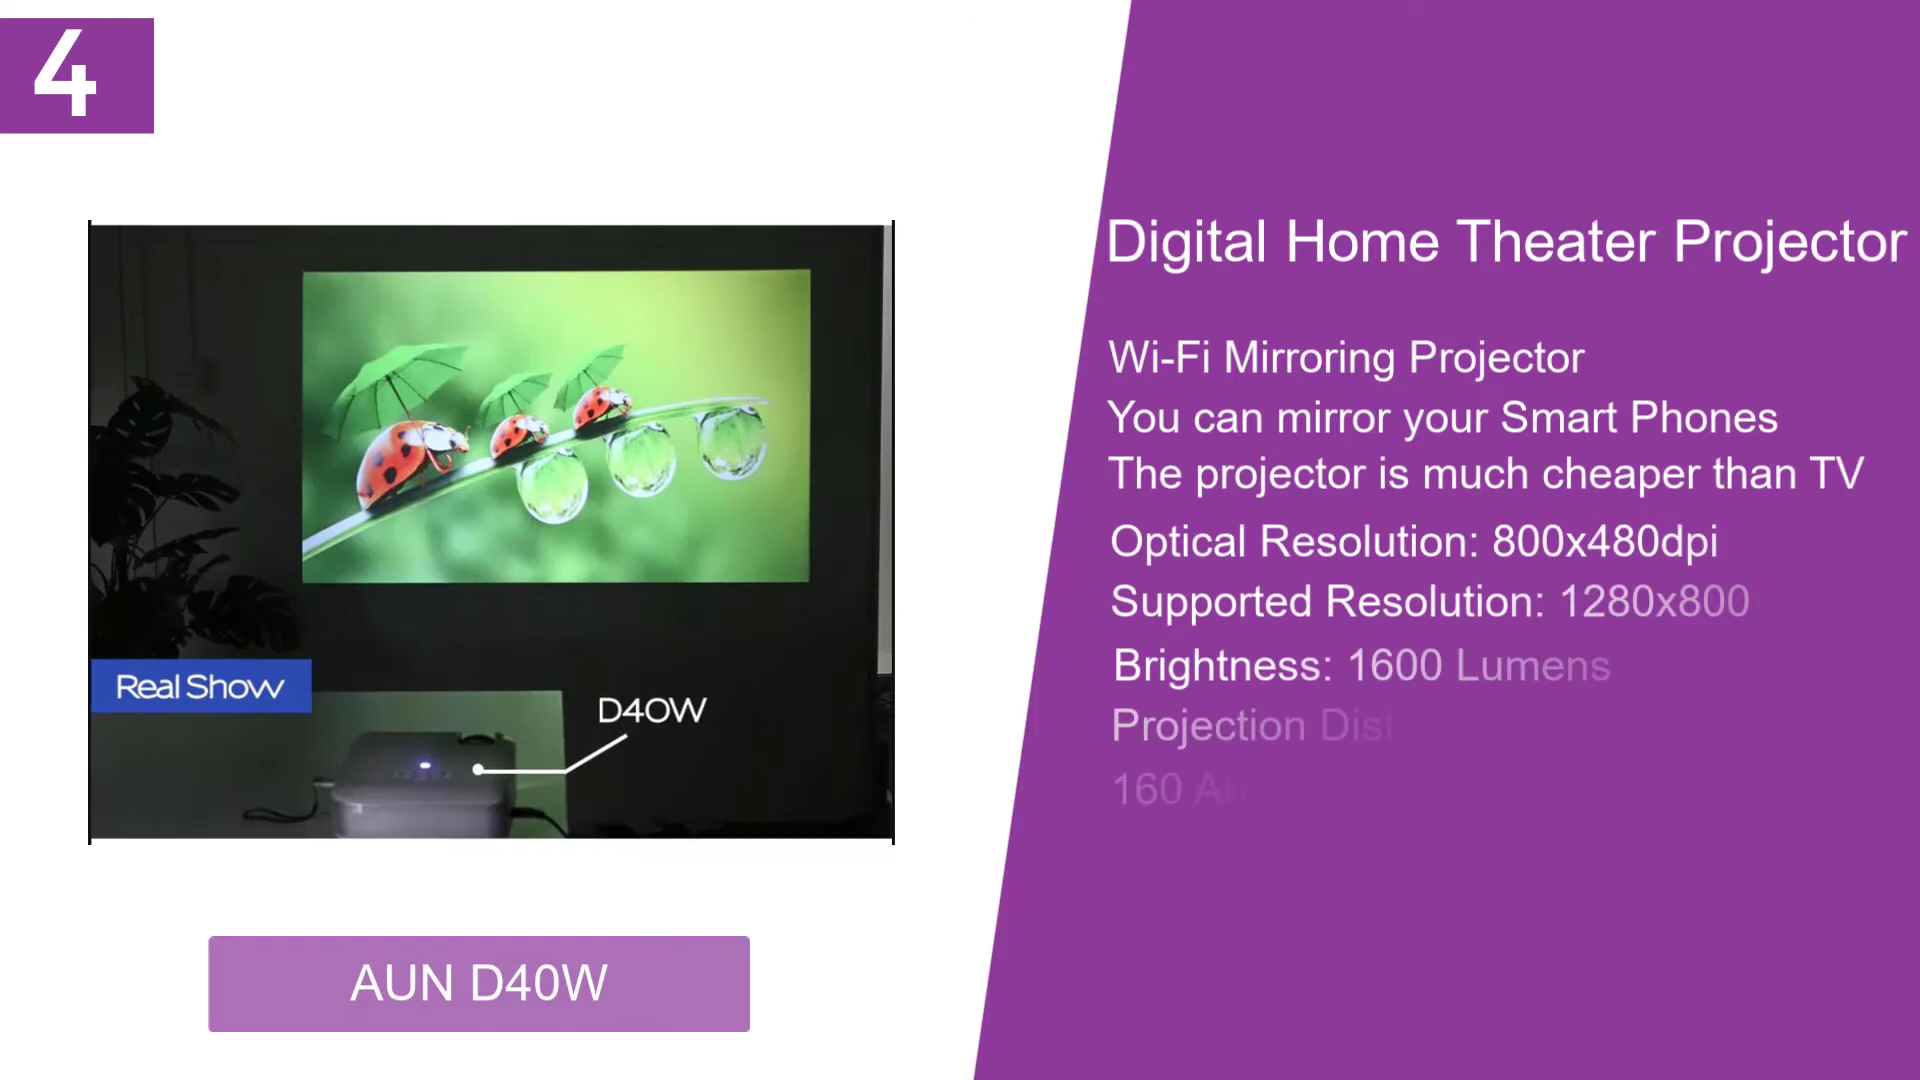 4
Digital Home Theater Projector
Wi-Fi Mirroring Projector
You can mirror your Smart Phones
The projector is much cheaper than TV
Optical Resolution: 800x480dpi
Supported Resolution: 1280x800
Brightness: 1600 Lumens
Projection
160
Real Show
D40W
AUN D40W